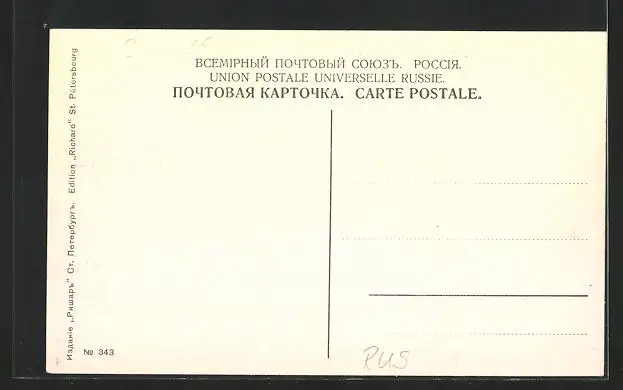 ВСЕМІРНЫЙ ПОЧТОВЫЙ СОЮЗЪ. РОССІЯ.
UNION POSTALE UNIVERSELLE RUSSIE.
ПОЧТОВАЯ КАРТОЧКА. CARTE POSTALE.
Изданіе „Ришаръ" Ст. Петербургъ. Edition „Richard" St. Pétersbourg
№ 343
RUS